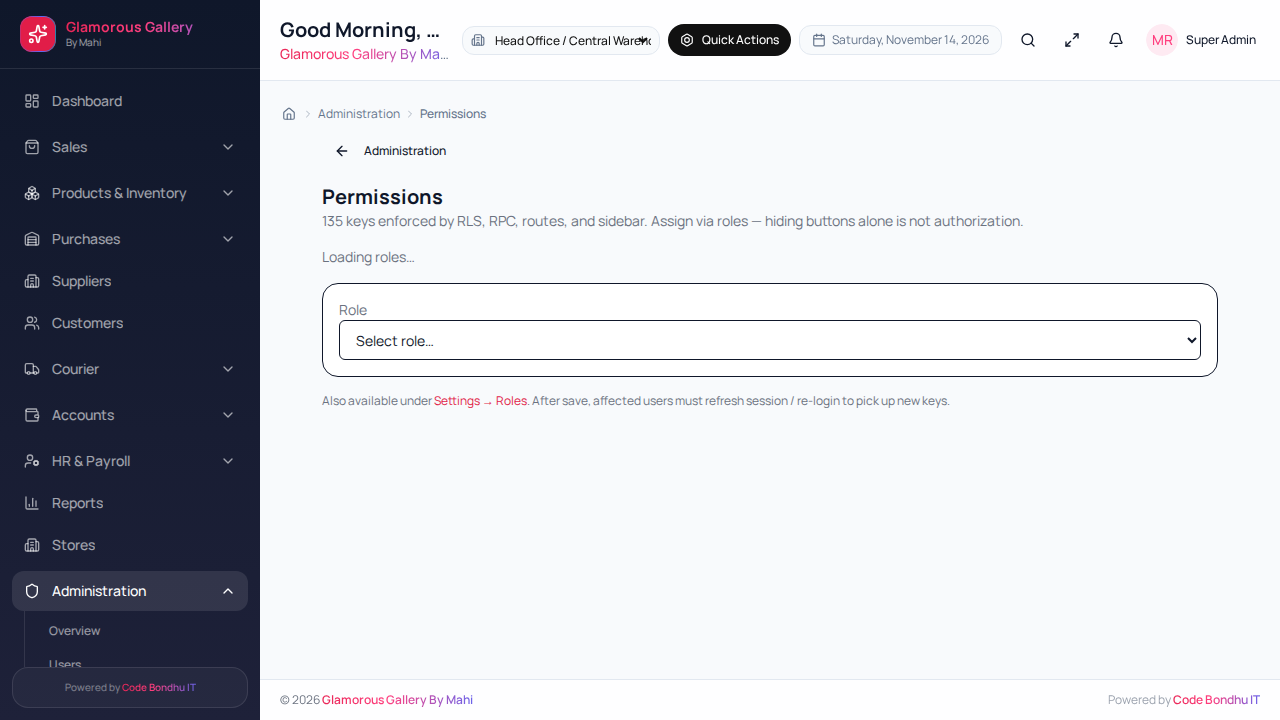 Glamorous Gallery
By Mahi
Dashboard
Sales
Products & Inventory
Purchases
Suppliers
Customers
Courier
Accounts
HR & Payroll
Reports
Stores
Administration
Overview
Users
Powered by Code Bondhu IT
Good Morning, ...
Glamorous Gallery By Ma...
Head Office / Central
Quick Actions
Saturday, November 14, 2026
MR
Super Admin
Administration
Permissions
Administration
Permissions
135 keys enforced by RLS, RPC, routes, and sidebar. Assign via roles — hiding buttons alone is not authorization.
Loading roles...
Role
Select role...
Also available under Settings → Roles. After save, affected users must refresh session / re-login to pick up new keys.
© 2026 Glamorous Gallery By Mahi
Powered by Code Bondhu IT